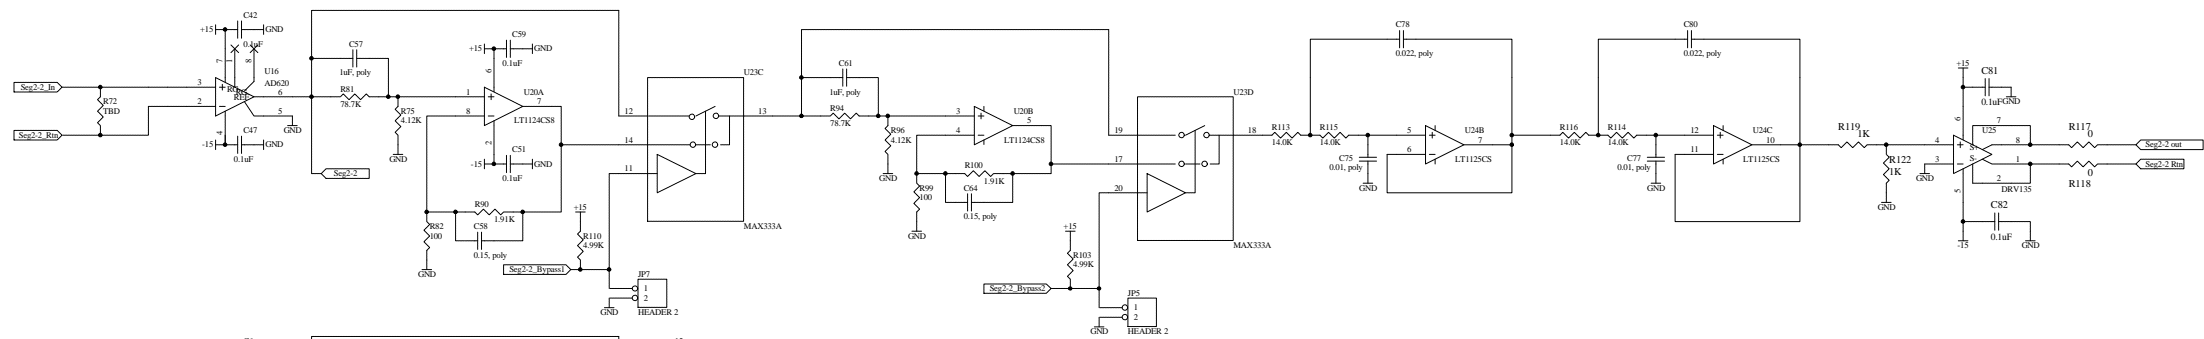 Seg2-2_In
Seg2-2_Rtn
R72
TBD
+15
C42
0.1uF
GND
7
1
8
U16
AD620
3
2
RG
REF
6
5
GND
4
-15
C47
0.1uF
GND
C57
1uF, poly
R81
78.7K
R75
4.12K
GND
Seg2-2
+15
C59
0.1uF
GND
6
1
8
U20A
7
LT1124CS8
2
-15
C51
0.1uF
GND
R90
1.91K
C58
0.15, poly
R82
100
GND
+15
R110
4.99K
Seg2-2_Bypass1
JP7
1
2
HEADER 2
GND
U23C
12
14
11
13
MAX333A
C61
1uF, poly
R94
78.7K
R96
4.12K
GND
3
4
U20B
5
LT1124CS8
R100
1.91K
C64
0.15, poly
R99
100
GND
+15
R103
4.99K
Seg2-2_Bypass2
JP5
1
2
HEADER 2
GND
U23D
19
17
20
18
MAX333A
R113
14.0K
R115
14.0K
C78
0.022, poly
C75
0.01, poly
GND
5
6
U24B
7
LT1125CS
R116
14.0K
R114
14.0K
C80
0.022, poly
C77
0.01, poly
GND
12
11
U24C
10
LT1125CS
R119
1K
R122
1K
GND
+15
C81
0.1uF
GND
6
4
3
GND
U25
S+
S-
7
8
1
2
DRV135
5
-15
C82
0.1uF
GND
R117
0
0
R118
Seg2-2 out
Seg2-2 Rtn